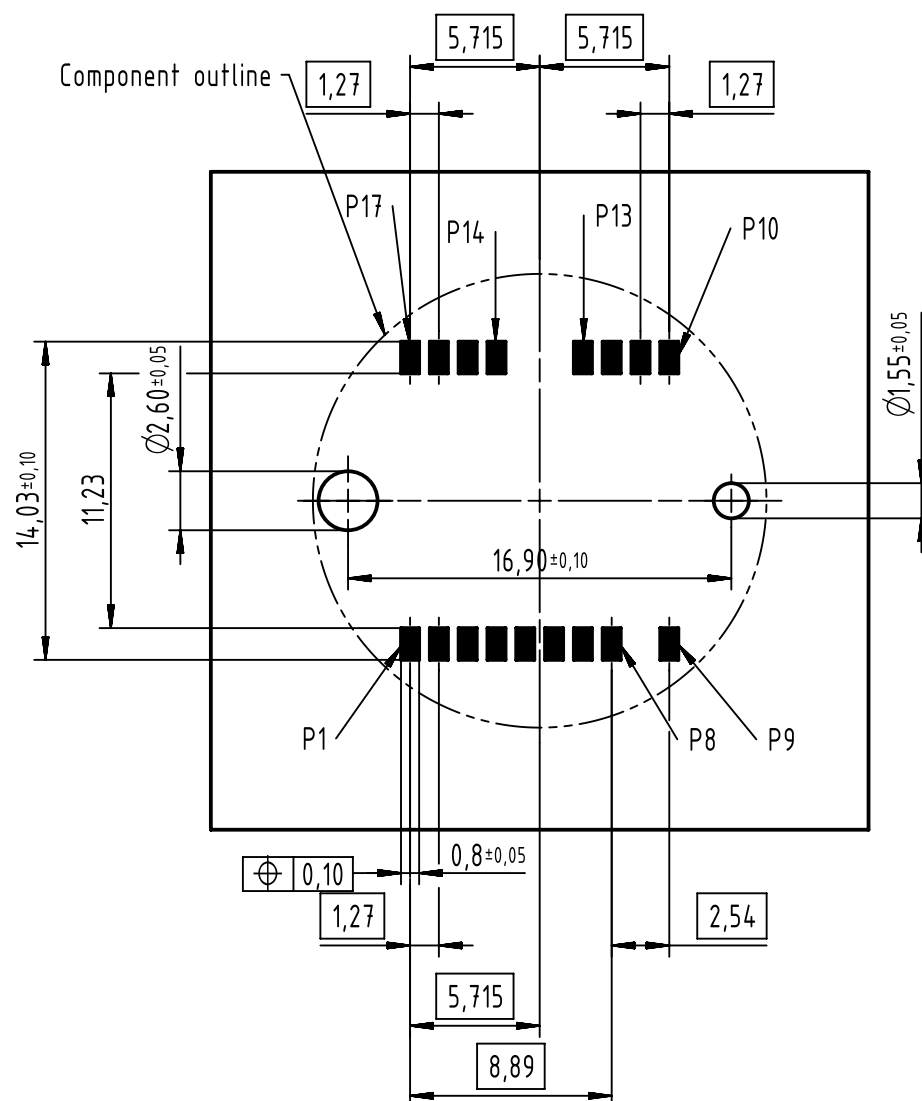 5,715
5,715
Component outline
1,27
1,27
P17
P14
P13
P10
Ø2,60±0,05
Ø1,55±0,05
14,03±0,10
11,23
16,90±0,10
P1
P8
P9
0,10
0,8±0,05
1,27
2,54
5,715
8,89